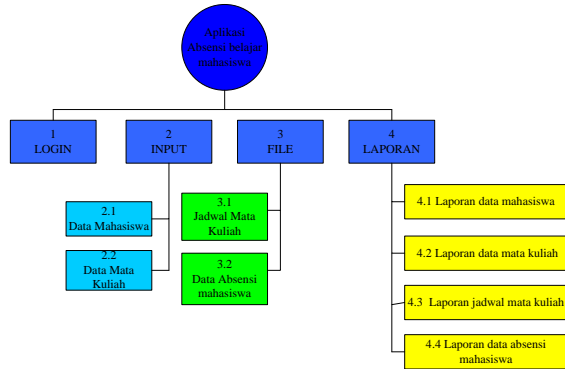 Aplikasi
Absensi belajar
mahasiswa
1
LOGIN
2
INPUT
3
FILE
4
LAPORAN
2.1
Data Mahasiswa
2.2
Data Mata
Kuliah
3.1
Jadwal Mata
Kuliah
3.2
Data Absensi
mahasiswa
4.1 Laporan data mahasiswa
4.2 Laporan data mata kuliah
4.3 Laporan jadwal mata kuliah
4.4 Laporan data absensi
mahasiswa